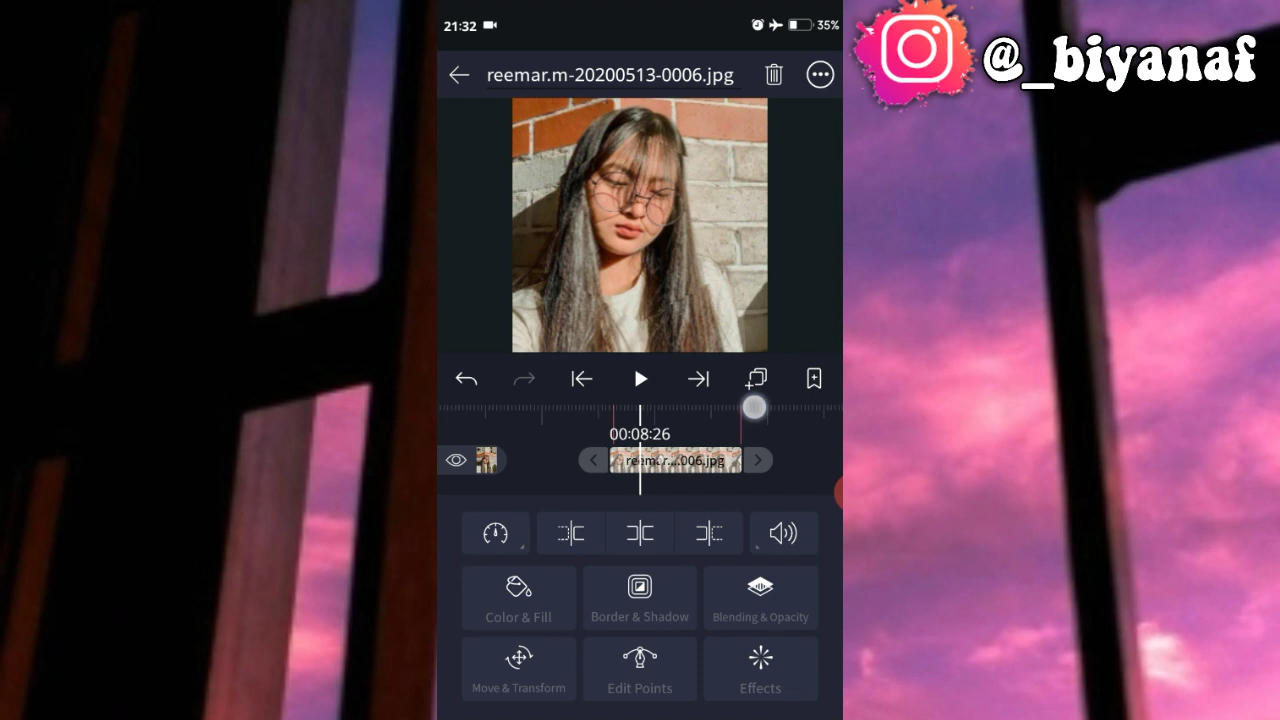 21:32
35%
@_biyanaf
reemar.m-20200513-0006.jpg
00:08:26
reemar....006.jpg
Color & Fill
Border & Shadow
Blending & Opacity
Move & Transform
Edit Points
Effects